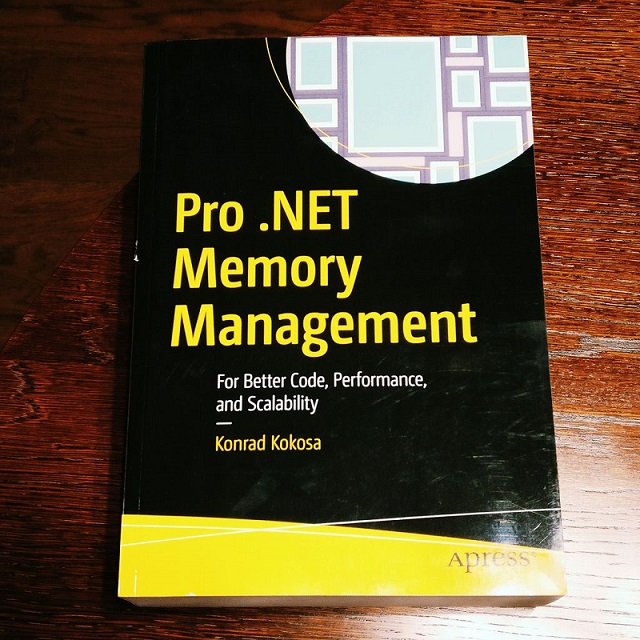 Pro .NET
Memory
Management
For Better Code, Performance,
and Scalability
Konrad Kokosa
Apress®